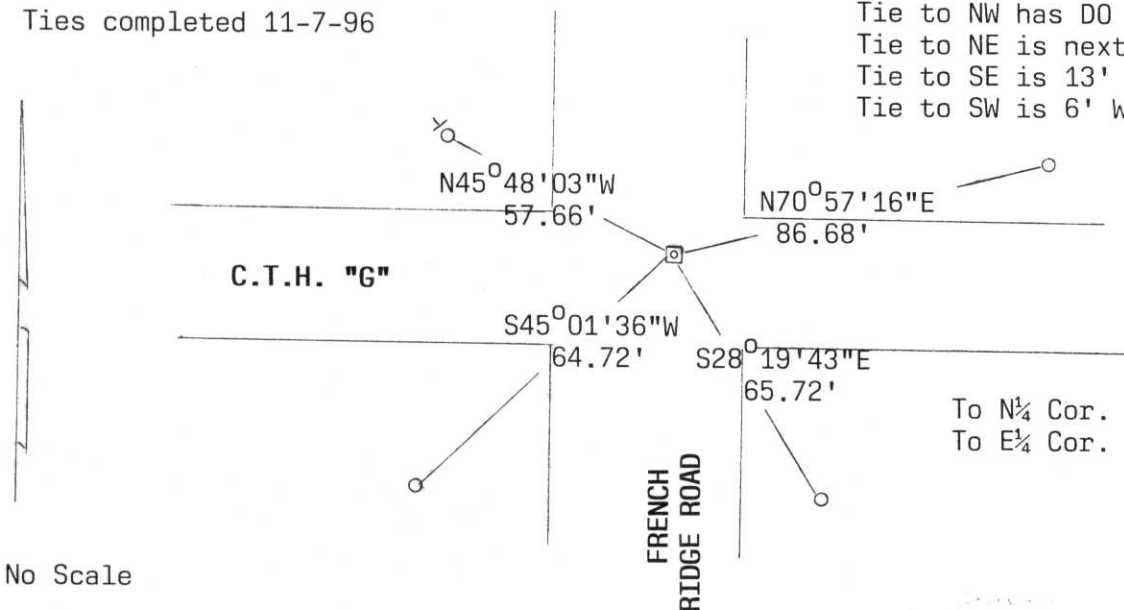 Ties completed 11-7-96
Tie to NW has DO
Tie to NE is next
Tie to SE is 13'
Tie to SW is 6' W
N45°48'03"W
57.66'
N70°57'16"E
86.68'
C.T.H. "G"
S45°01'36"W
64.72'
S28°19'43"E
65.72'
To N¼ Cor.
To E¼ Cor.
FRENCH
RIDGE ROAD
No Scale